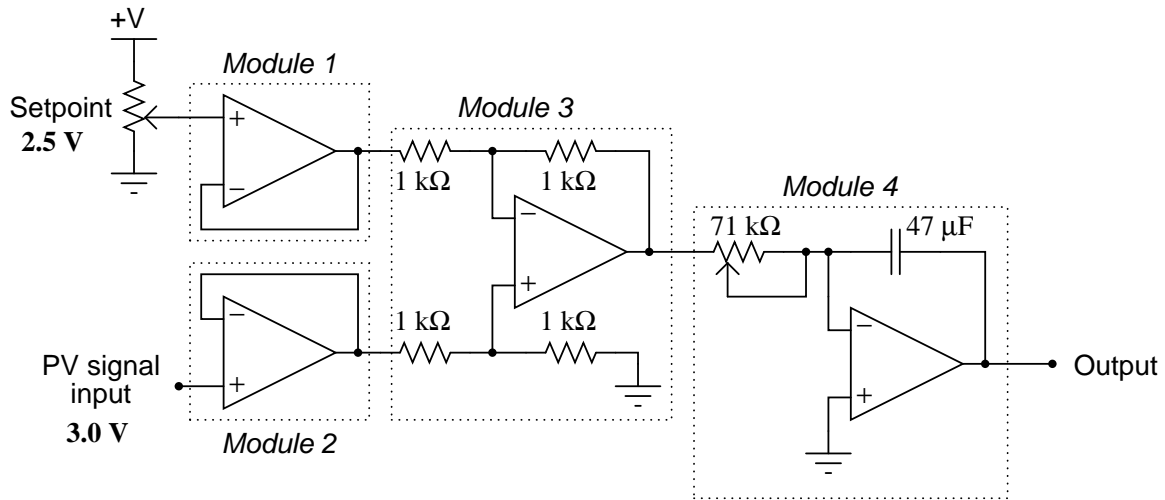 +V
Module 1
Setpoint
2.5 V
+
−
Module 3
1 kΩ
1 kΩ
−
+
1 kΩ
1 kΩ
Module 4
71 kΩ
47 μF
−
+
Output
−
+
PV signal
input
3.0 V
Module 2